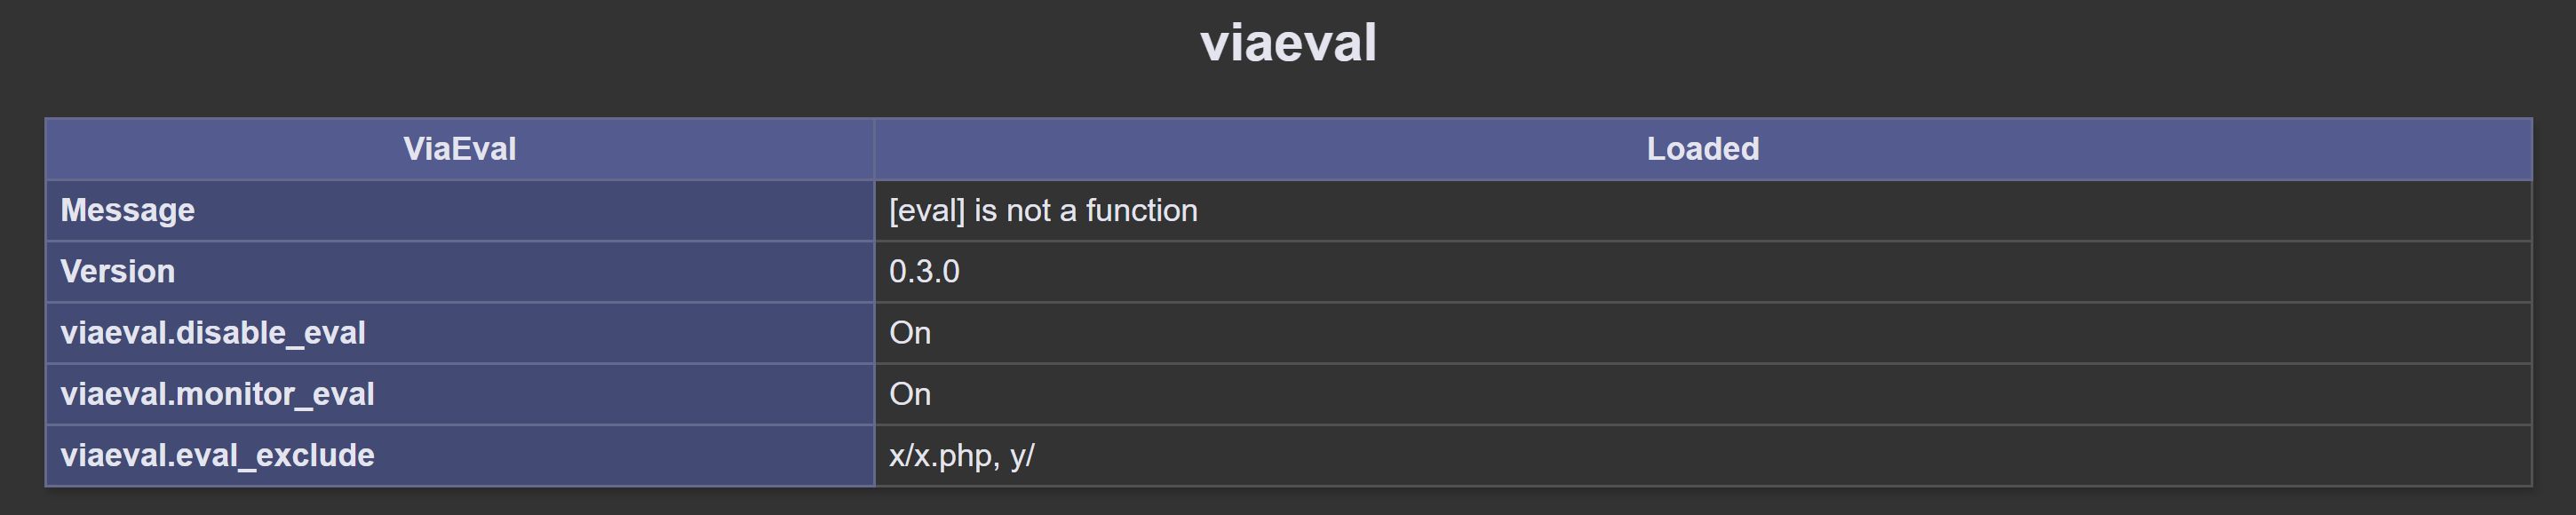 viaeval
ViaEval Loaded
Message [eval] is not a function
Version 0.3.0
viaeval.disable_eval On
viaeval.monitor_eval On
viaeval.eval_exclude x/x.php, y/